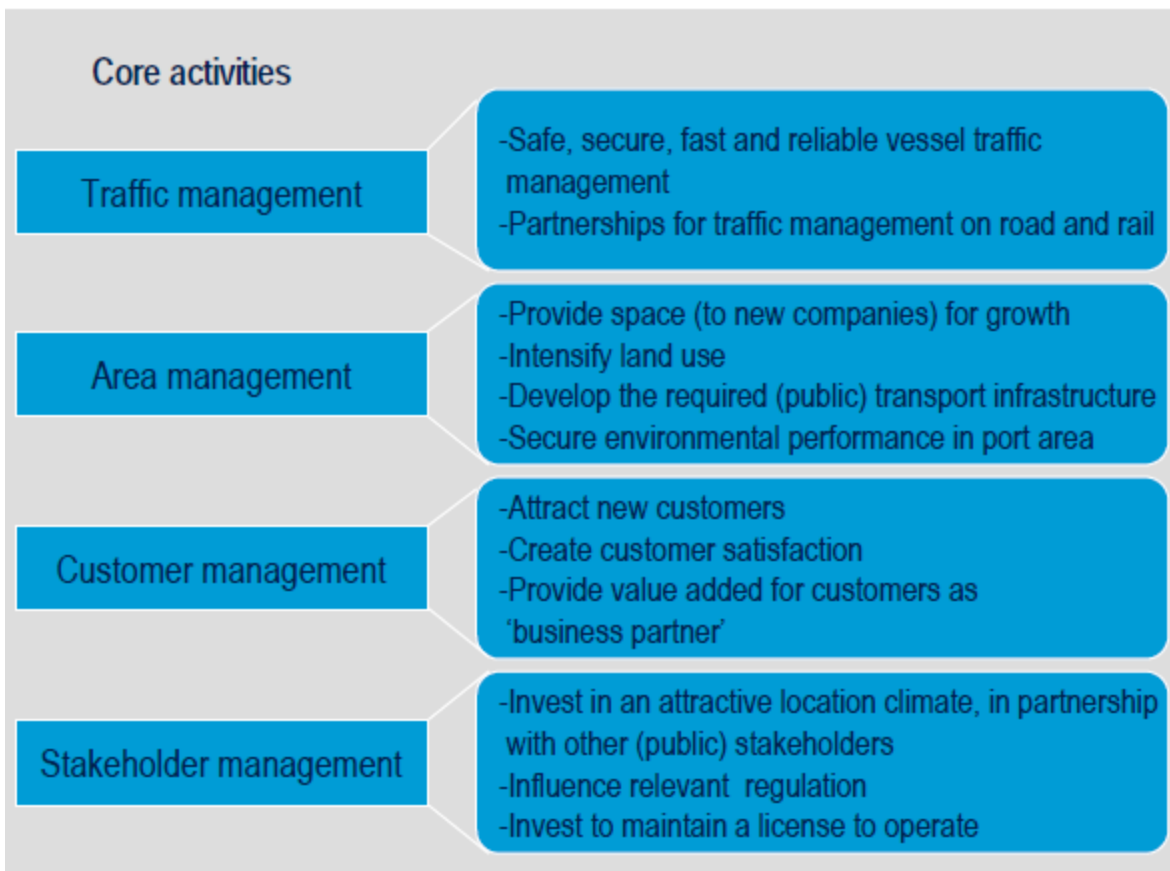 Core activities
Traffic management
-Safe, secure, fast and reliable vessel traffic
management
-Partnerships for traffic management on road and rail
Area management
-Provide space (to new companies) for growth
-Intensify land use
-Develop the required (public) transport infrastructure
-Secure environmental performance in port area
Customer management
-Attract new customers
-Create customer satisfaction
-Provide value added for customers as
‘business partner’
Stakeholder management
-Invest in an attractive location climate, in partnership
with other (public) stakeholders
-Influence relevant regulation
-Invest to maintain a license to operate